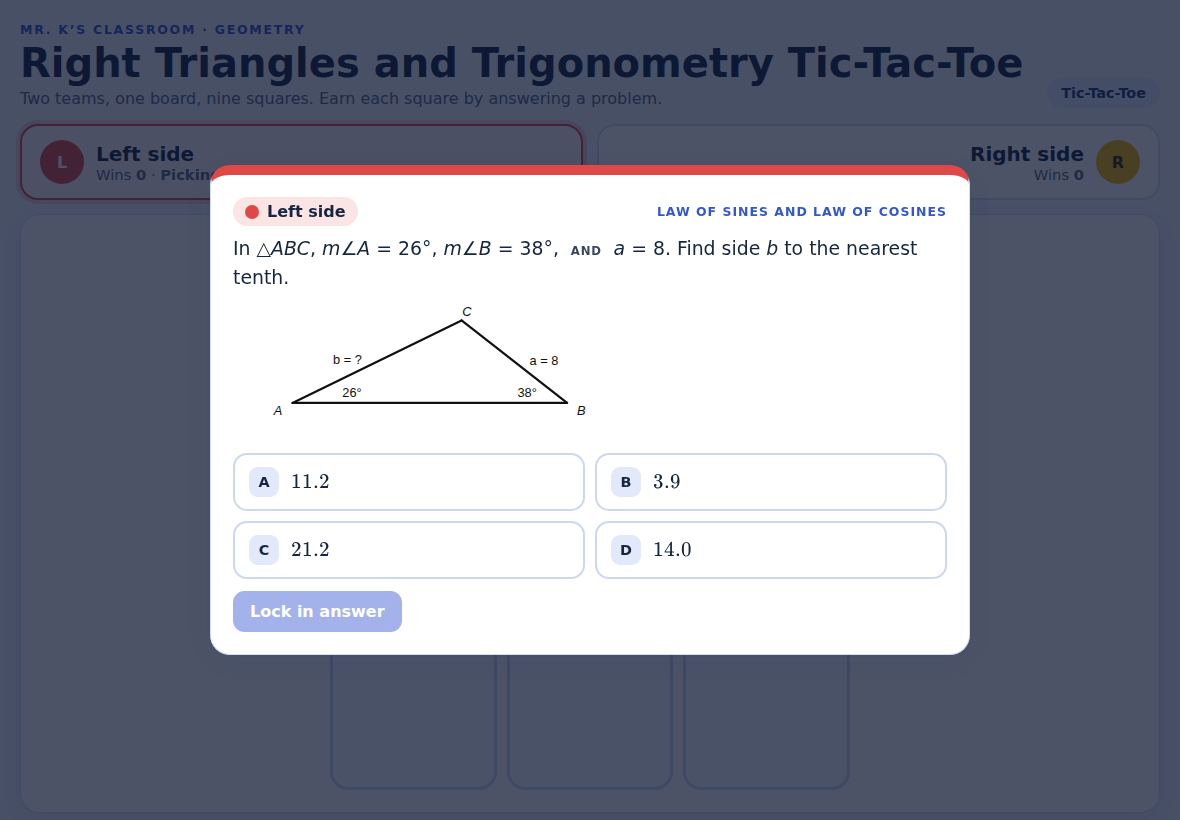 MR. K'S CLASSROOM · GEOMETRY
Right Triangles and Trigonometry Tic-Tac-Toe
Two teams, one board, nine squares. Earn each square by answering a problem.
Tic-Tac-Toe
L
Left side
Wins 0 · Picking
Right side
Wins 0
R
Left side
LAW OF SINES AND LAW OF COSINES
In △ABC, m∠A = 26°, m∠B = 38°, AND a = 8. Find side b to the nearest
tenth.
C
b = ?
a = 8
26°
38°
A
B
A 11.2
B 3.9
C 21.2
D 14.0
Lock in answer